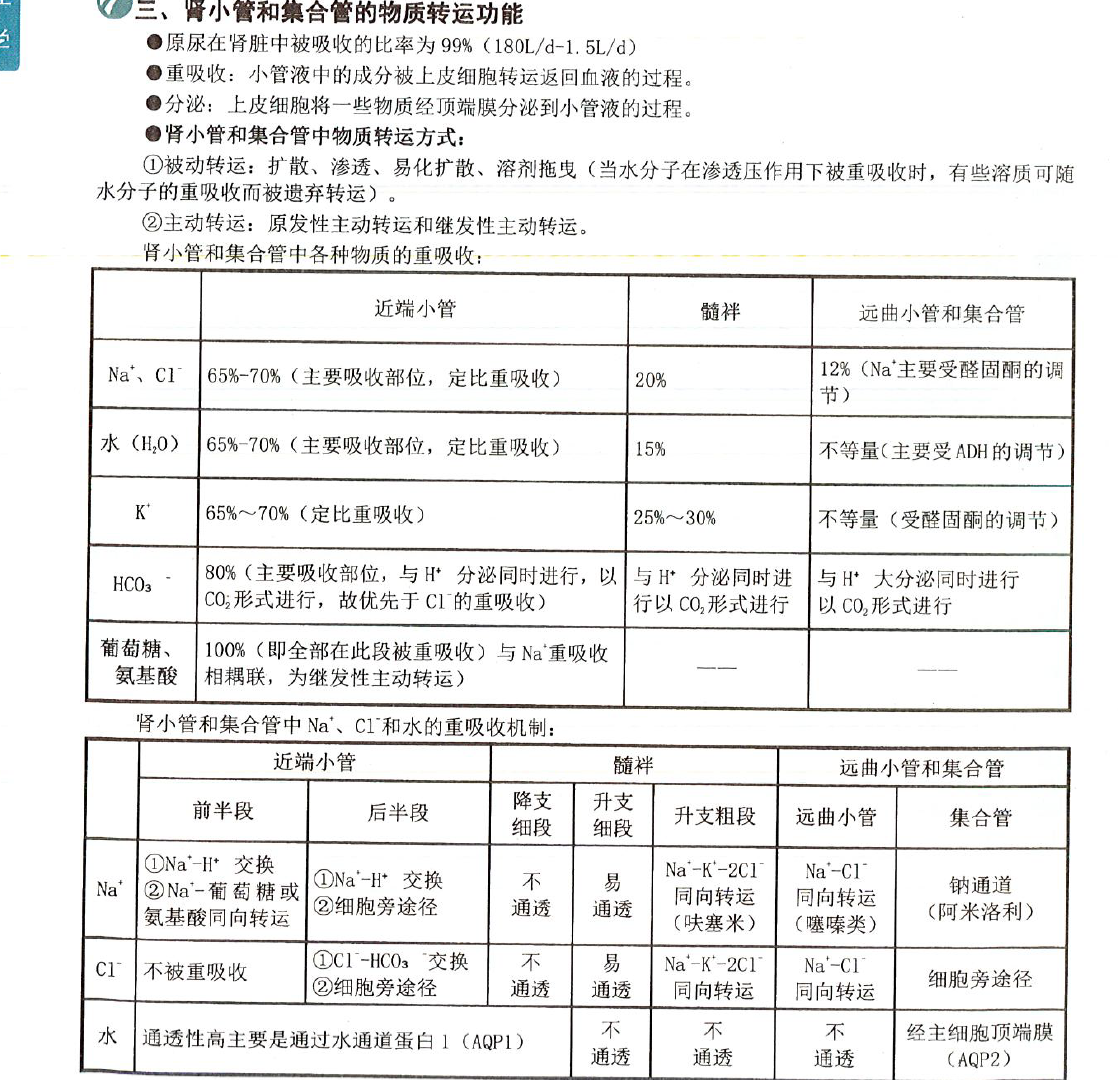 三、肾小管和集合管的物质转运功能
●原尿在肾脏中被吸收的比率为99%（180L/d-1.5L/d）
●重吸收：小管液中的成分被上皮细胞转运返回血液的过程。
●分泌：上皮细胞将一些物质经顶端膜分泌到小管液的过程。
●肾小管和集合管中物质转运方式：
①被动转运：扩散、渗透、易化扩散、溶剂拖曳（当水分子在渗透压作用下被重吸收时，有些溶质可随
水分子的重吸收而被遗弃转运）。
②主动转运：原发性主动转运和继发性主动转运。
肾小管和集合管中各种物质的重吸收：
近端小管 髓袢 远曲小管和集合管
Na⁺、Cl⁻ 65%-70%（主要吸收部位，定比重吸收） 20% 12%（Na⁺主要受醛固酮的调
节）
水（H₂O） 65%-70%（主要吸收部位，定比重吸收） 15% 不等量（主要受ADH的调节）
K⁺ 65%～70%（定比重吸收） 25%～30% 不等量（受醛固酮的调节）
HCO₃⁻ 80%（主要吸收部位，与H⁺ 分泌同时进行，以 与H⁺ 分泌同时进 与H⁺ 大分泌同时进行
CO₂形式进行，故优先于Cl⁻的重吸收） 行以CO₂形式进行 以CO₂形式进行
葡萄糖、 100%（即全部在此段被重吸收）与Na⁺重吸收 —— ——
氨基酸 相耦联，为继发性主动转运）
肾小管和集合管中Na⁺、Cl⁻和水的重吸收机制：
近端小管 髓袢 远曲小管和集合管
前半段 后半段 降支 升支 升支粗段 远曲小管 集合管
细段 细段
Na⁺ ①Na⁺-H⁺ 交换 ①Na⁺-H⁺ 交换 不 易 Na⁺-K⁺-2Cl⁻ Na⁺-Cl⁻ 钠通道
②Na⁺-葡萄糖或 ②细胞旁途径 通透 通透 同向转运 同向转运 （阿米洛利）
氨基酸同向转运 （呋塞米） （噻嗪类）
Cl⁻ 不被重吸收 ①Cl⁻-HCO₃⁻交换 不 易 Na⁺-K⁺-2Cl⁻ Na⁺-Cl⁻ 细胞旁途径
②细胞旁途径 通透 通透 同向转运 同向转运
水 通透性高主要是通过水通道蛋白1（AQP1） 不 不 不 经主细胞顶端膜
通透 通透 通透 （AQP2）